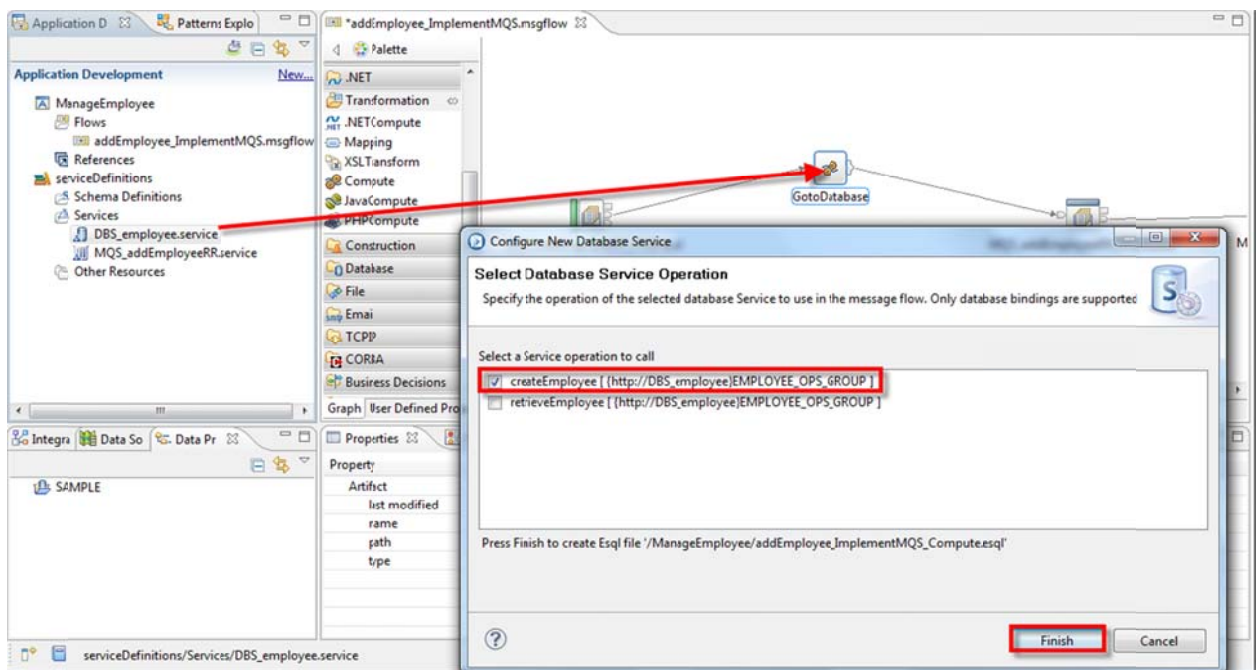 Application D
Patterns Explo
*addEmployee_ImplementMQS.msgflow
Palette
Application Development
New...
ManageEmployee
Flows
addEmployee_ImplementMQS.msgflow
References
serviceDefinitions
Schema Definitions
Services
DBS_employee.service
MQS_addEmployeeRR.service
Other Resources
.NET
Transformation
.NETCompute
Mapping
XSLTransform
Compute
JavaCompute
PHPCompute
Construction
Database
File
Email
TCPIP
CORBA
Business Decisions
Graph
User Defined Pro
GotoDatabase
M
Configure New Database Service
Select Database Service Operation
Specify the operation of the selected database Service to use in the message flow. Only database bindings are supported
Select a Service operation to call
createEmployee [ {http://DBS_employee}EMPLOYEE_OPS_GROUP ]
retrieveEmployee [ {http://DBS_employee}EMPLOYEE_OPS_GROUP ]
Press Finish to create Esql file '/ManageEmployee/addEmployee_ImplementMQS_Compute.esql'
Finish
Cancel
Integra
Data So
Data Pr
SAMPLE
Properties
Property
Artifact
last modified
name
path
type
serviceDefinitions/Services/DBS_employee.service